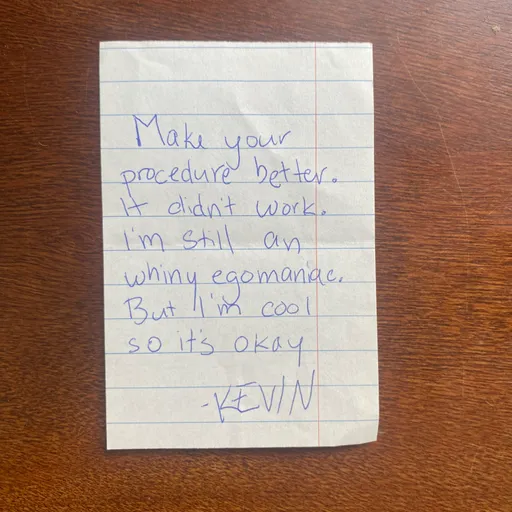 Make your
procedure better.
It didn't work.
I'm still an
whiny egomaniac.
But I'm cool
so it's okay
-KEVIN